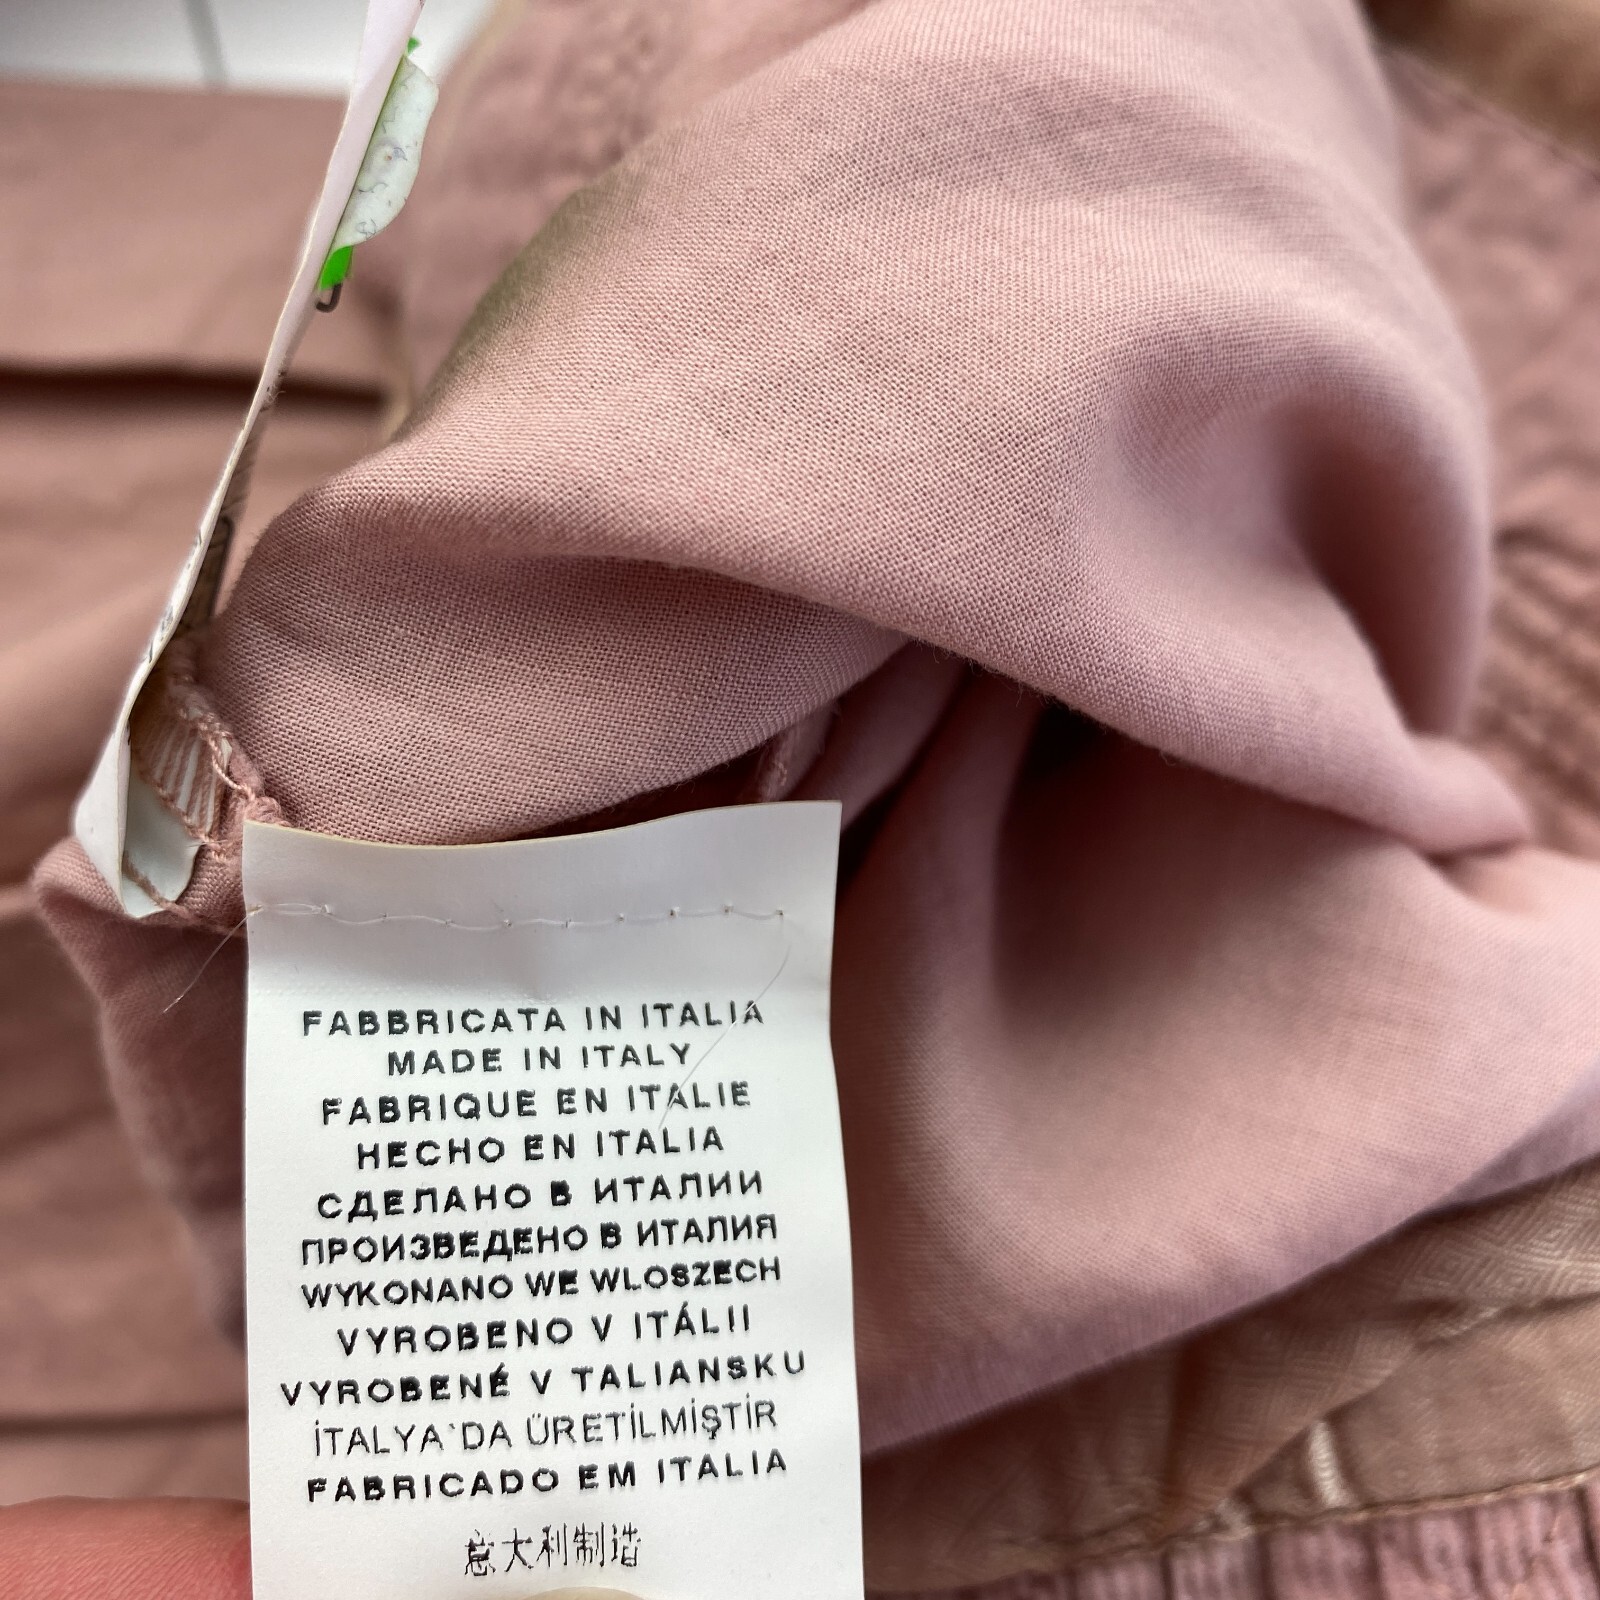 FABBRICATA IN ITALIA
MADE IN ITALY
FABRIQUE EN ITALIE
HECHO EN ITALIA
СДЕЛАНО В ИТАЛИИ
ПРОИЗВЕДЕНО В ИТАЛИЯ
WYKONANO WE WLOSZECH
VYROBENO V ITÁLII
VYROBENÉ V TALIANSKU
İTALYA'DA ÜRETİLMİŞTİR
FABRICADO EM ITALIA
意大利制造